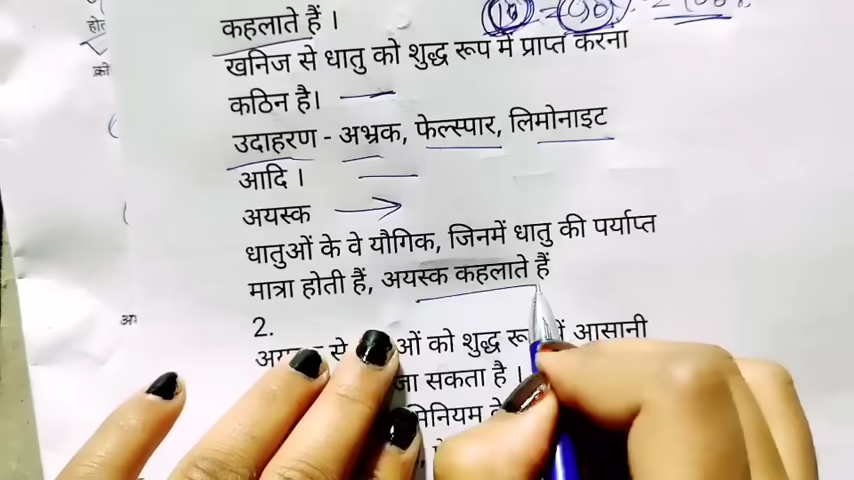 कहलाते हैं ।
खनिज से धातु को शुद्ध रूप में प्राप्त करना
कठिन है।
उदाहरण - अभ्रक, फेल्स्पार, लिमोनाइट
आदि ।
अयस्क
धातुओं के वे यौगिक, जिनमें धातु की पर्याप्त
मात्रा होती हैं, अयस्क कहलाते हैं
2.
से को शुद्ध आसानी
जा सकता है ।